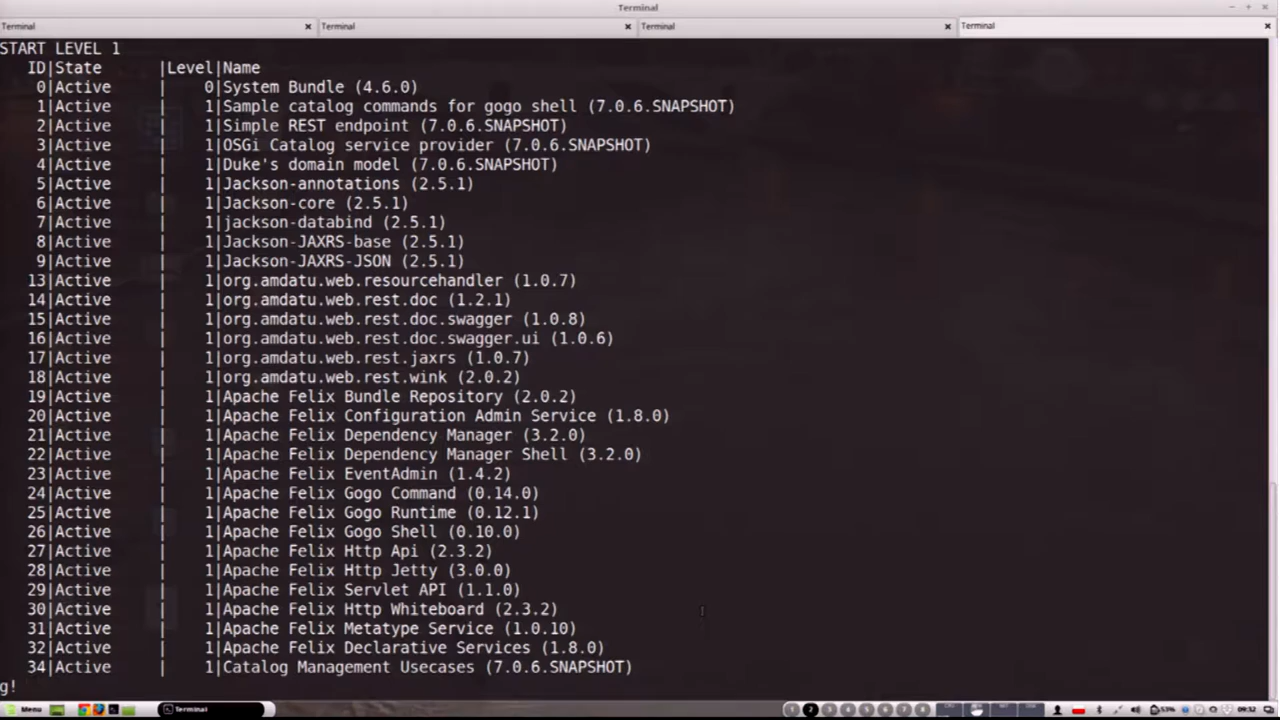 Terminal
Terminal
Terminal
Terminal
Terminal
START LEVEL 1
ID|State |Level|Name
0|Active | 0|System Bundle (4.6.0)
1|Active | 1|Sample catalog commands for gogo shell (7.0.6.SNAPSHOT)
2|Active | 1|Simple REST endpoint (7.0.6.SNAPSHOT)
3|Active | 1|OSGi Catalog service provider (7.0.6.SNAPSHOT)
4|Active | 1|Duke's domain model (7.0.6.SNAPSHOT)
5|Active | 1|Jackson-annotations (2.5.1)
6|Active | 1|Jackson-core (2.5.1)
7|Active | 1|jackson-databind (2.5.1)
8|Active | 1|Jackson-JAXRS-base (2.5.1)
9|Active | 1|Jackson-JAXRS-JSON (2.5.1)
13|Active | 1|org.amdatu.web.resourcehandler (1.0.7)
14|Active | 1|org.amdatu.web.rest.doc (1.2.1)
15|Active | 1|org.amdatu.web.rest.doc.swagger (1.0.8)
16|Active | 1|org.amdatu.web.rest.doc.swagger.ui (1.0.6)
17|Active | 1|org.amdatu.web.rest.jaxrs (1.0.7)
18|Active | 1|org.amdatu.web.rest.wink (2.0.2)
19|Active | 1|Apache Felix Bundle Repository (2.0.2)
20|Active | 1|Apache Felix Configuration Admin Service (1.8.0)
21|Active | 1|Apache Felix Dependency Manager (3.2.0)
22|Active | 1|Apache Felix Dependency Manager Shell (3.2.0)
23|Active | 1|Apache Felix EventAdmin (1.4.2)
24|Active | 1|Apache Felix Gogo Command (0.14.0)
25|Active | 1|Apache Felix Gogo Runtime (0.12.1)
26|Active | 1|Apache Felix Gogo Shell (0.10.0)
27|Active | 1|Apache Felix Http Api (2.3.2)
28|Active | 1|Apache Felix Http Jetty (3.0.0)
29|Active | 1|Apache Felix Servlet API (1.1.0)
30|Active | 1|Apache Felix Http Whiteboard (2.3.2)
31|Active | 1|Apache Felix Metatype Service (1.0.10)
32|Active | 1|Apache Felix Declarative Services (1.8.0)
34|Active | 1|Catalog Management Usecases (7.0.6.SNAPSHOT)
g!
Menu Terminal 1 2 3 4 5 6 7 8 53% 09:32